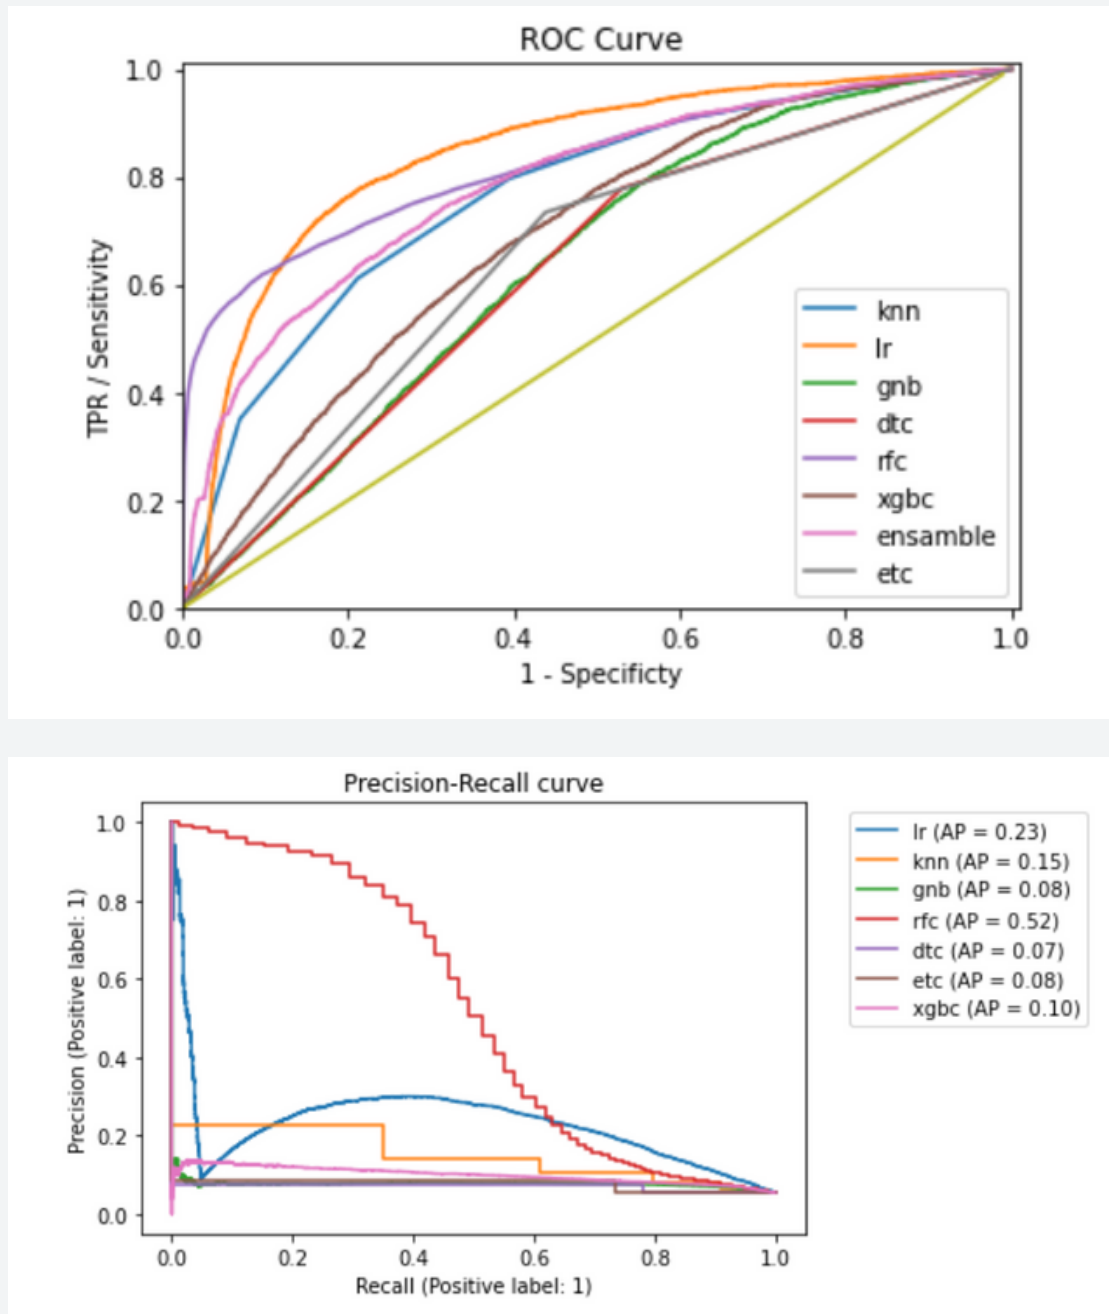 ROC Curve
1.0
0.8
0.6
0.4
0.2
0.0
TPR / Sensitivity
knn
lr
gnb
dtc
rfc
xgbc
ensamble
etc
0.0 0.2 0.4 0.6 0.8 1.0
1 - Specificty
Precision-Recall curve
1.0
0.8
0.6
0.4
0.2
0.0
Precision (Positive label: 1)
lr (AP = 0.23)
knn (AP = 0.15)
gnb (AP = 0.08)
rfc (AP = 0.52)
dtc (AP = 0.07)
etc (AP = 0.08)
xgbc (AP = 0.10)
0.0 0.2 0.4 0.6 0.8 1.0
Recall (Positive label: 1)